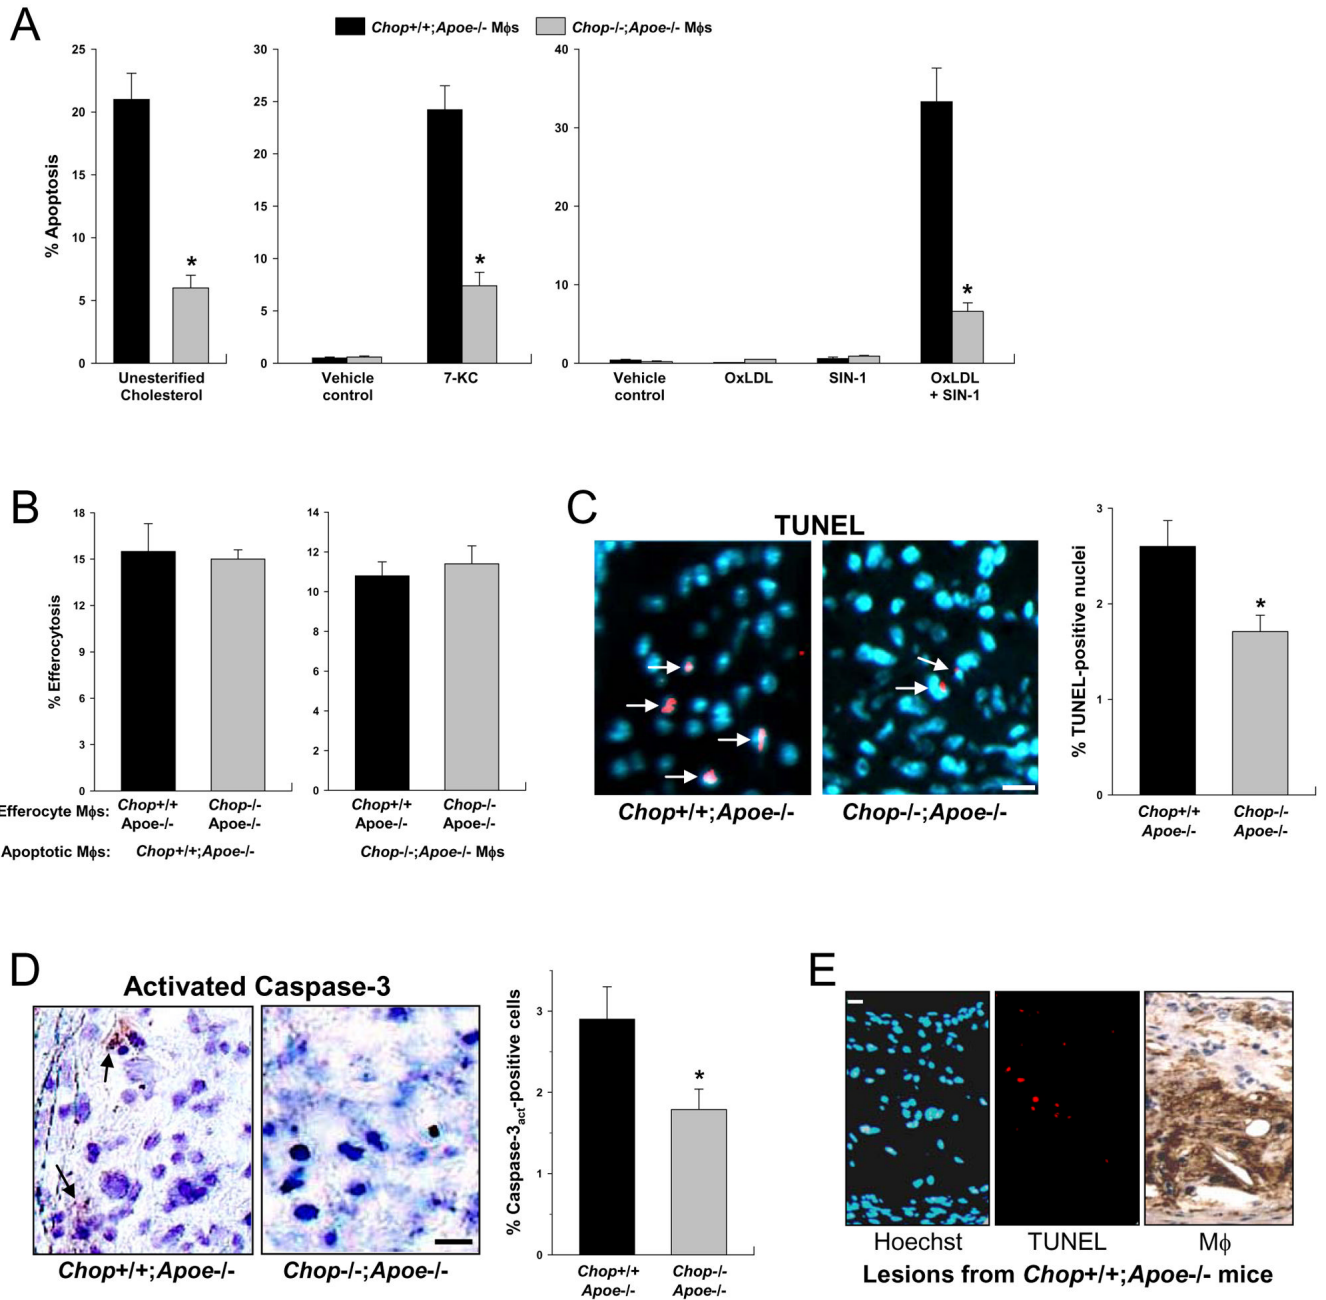 A
Chop+/+;Apoe-/- Mϕs
Chop-/-;Apoe-/- Mϕs
% Apoptosis
25
20
15
10
5
0
Unesterified
Cholesterol
30
25
20
15
10
5
0
*
*
Vehicle
control
7-KC
40
30
20
10
0
*
Vehicle
control
OxLDL
SIN-1
OxLDL
+ SIN-1
B
% Efferocytosis
18
15
12
9
6
3
0
14
12
10
8
6
4
2
0
Efferocyte Mϕs:
Chop+/+
Apoe-/-
Chop-/-
Apoe-/-
Chop+/+
Apoe-/-
Chop-/-
Apoe-/-
Apoptotic Mϕs:
Chop+/+;Apoe-/-
Chop-/-;Apoe-/- Mϕs
C
TUNEL
Chop+/+;Apoe-/-
Chop-/-;Apoe-/-
% TUNEL-positive nuclei
3
2
1
0
*
Chop+/+
Apoe-/-
Chop-/-
Apoe-/-
D
Activated Caspase-3
Chop+/+;Apoe-/-
Chop-/-;Apoe-/-
% Caspase-3act-positive cells
3
2
1
0
*
Chop+/+
Apoe-/-
Chop-/-
Apoe-/-
E
Hoechst
TUNEL
Mϕ
Lesions from Chop+/+;Apoe-/- mice